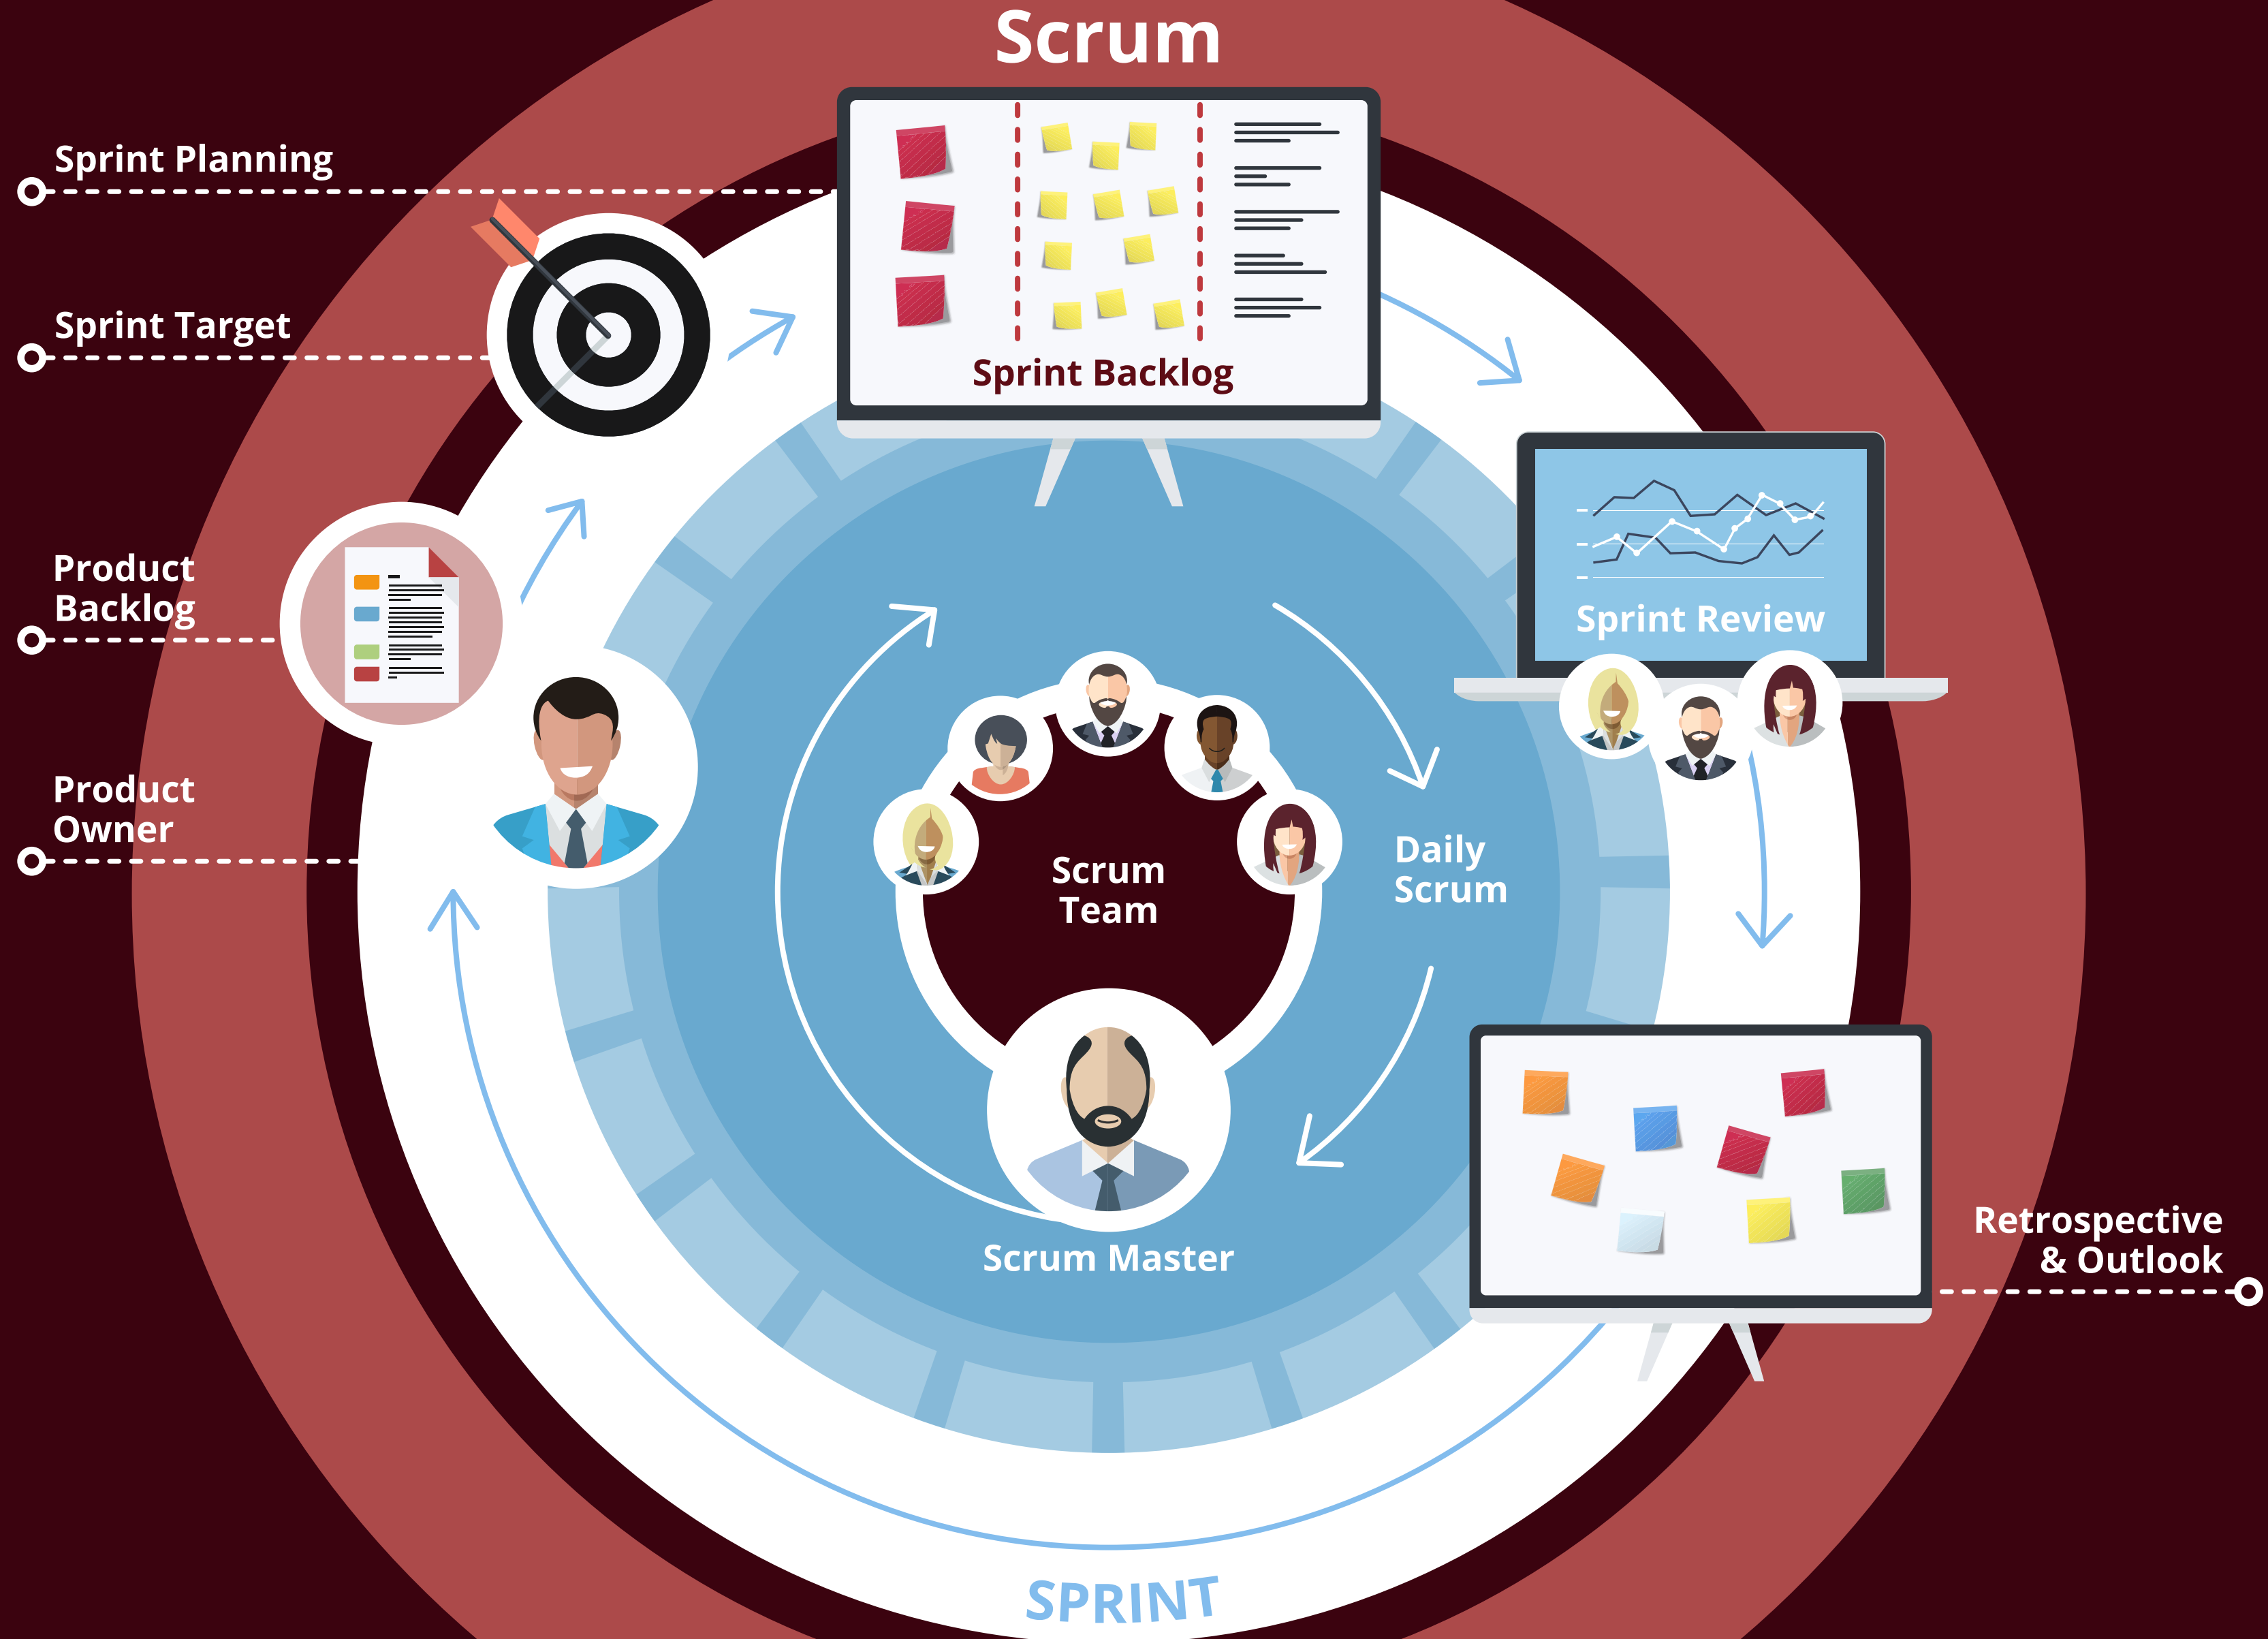 Scrum
Sprint Planning
Sprint Target
Sprint Backlog
Product
Backlog
Sprint Review
Product
Owner
Scrum
Team
Daily
Scrum
Scrum Master
Retrospective
& Outlook
SPRINT